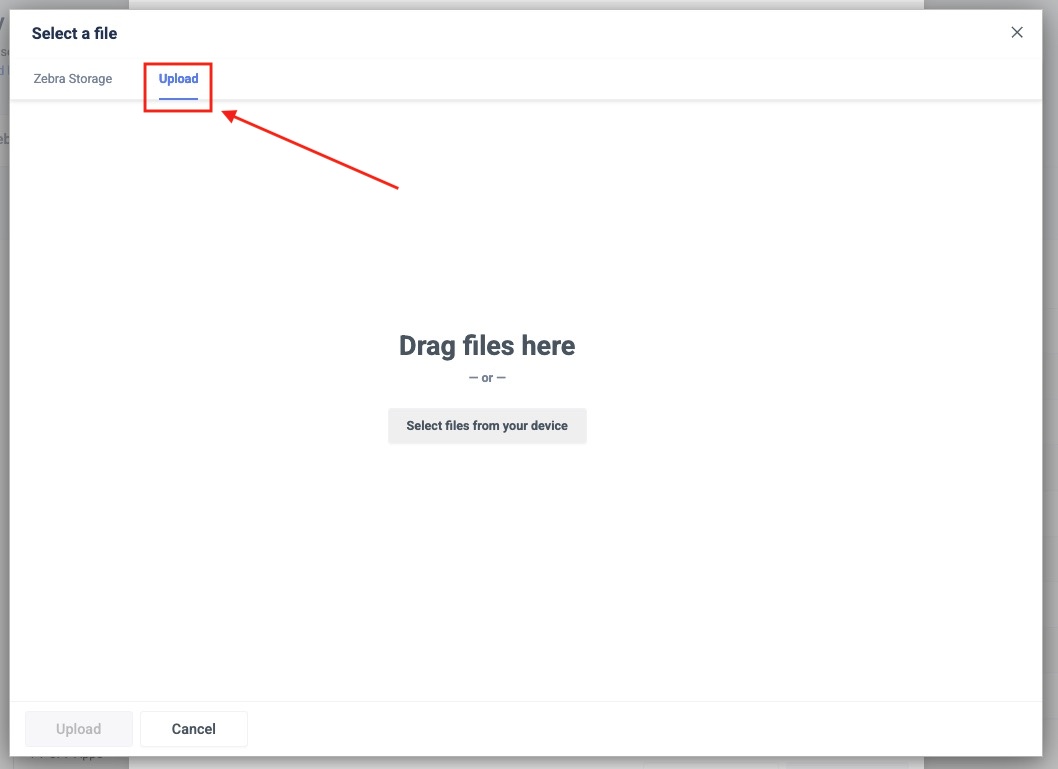 Select a file
Zebra Storage
Upload
Drag files here
— or —
Select files from your device
Upload
Cancel